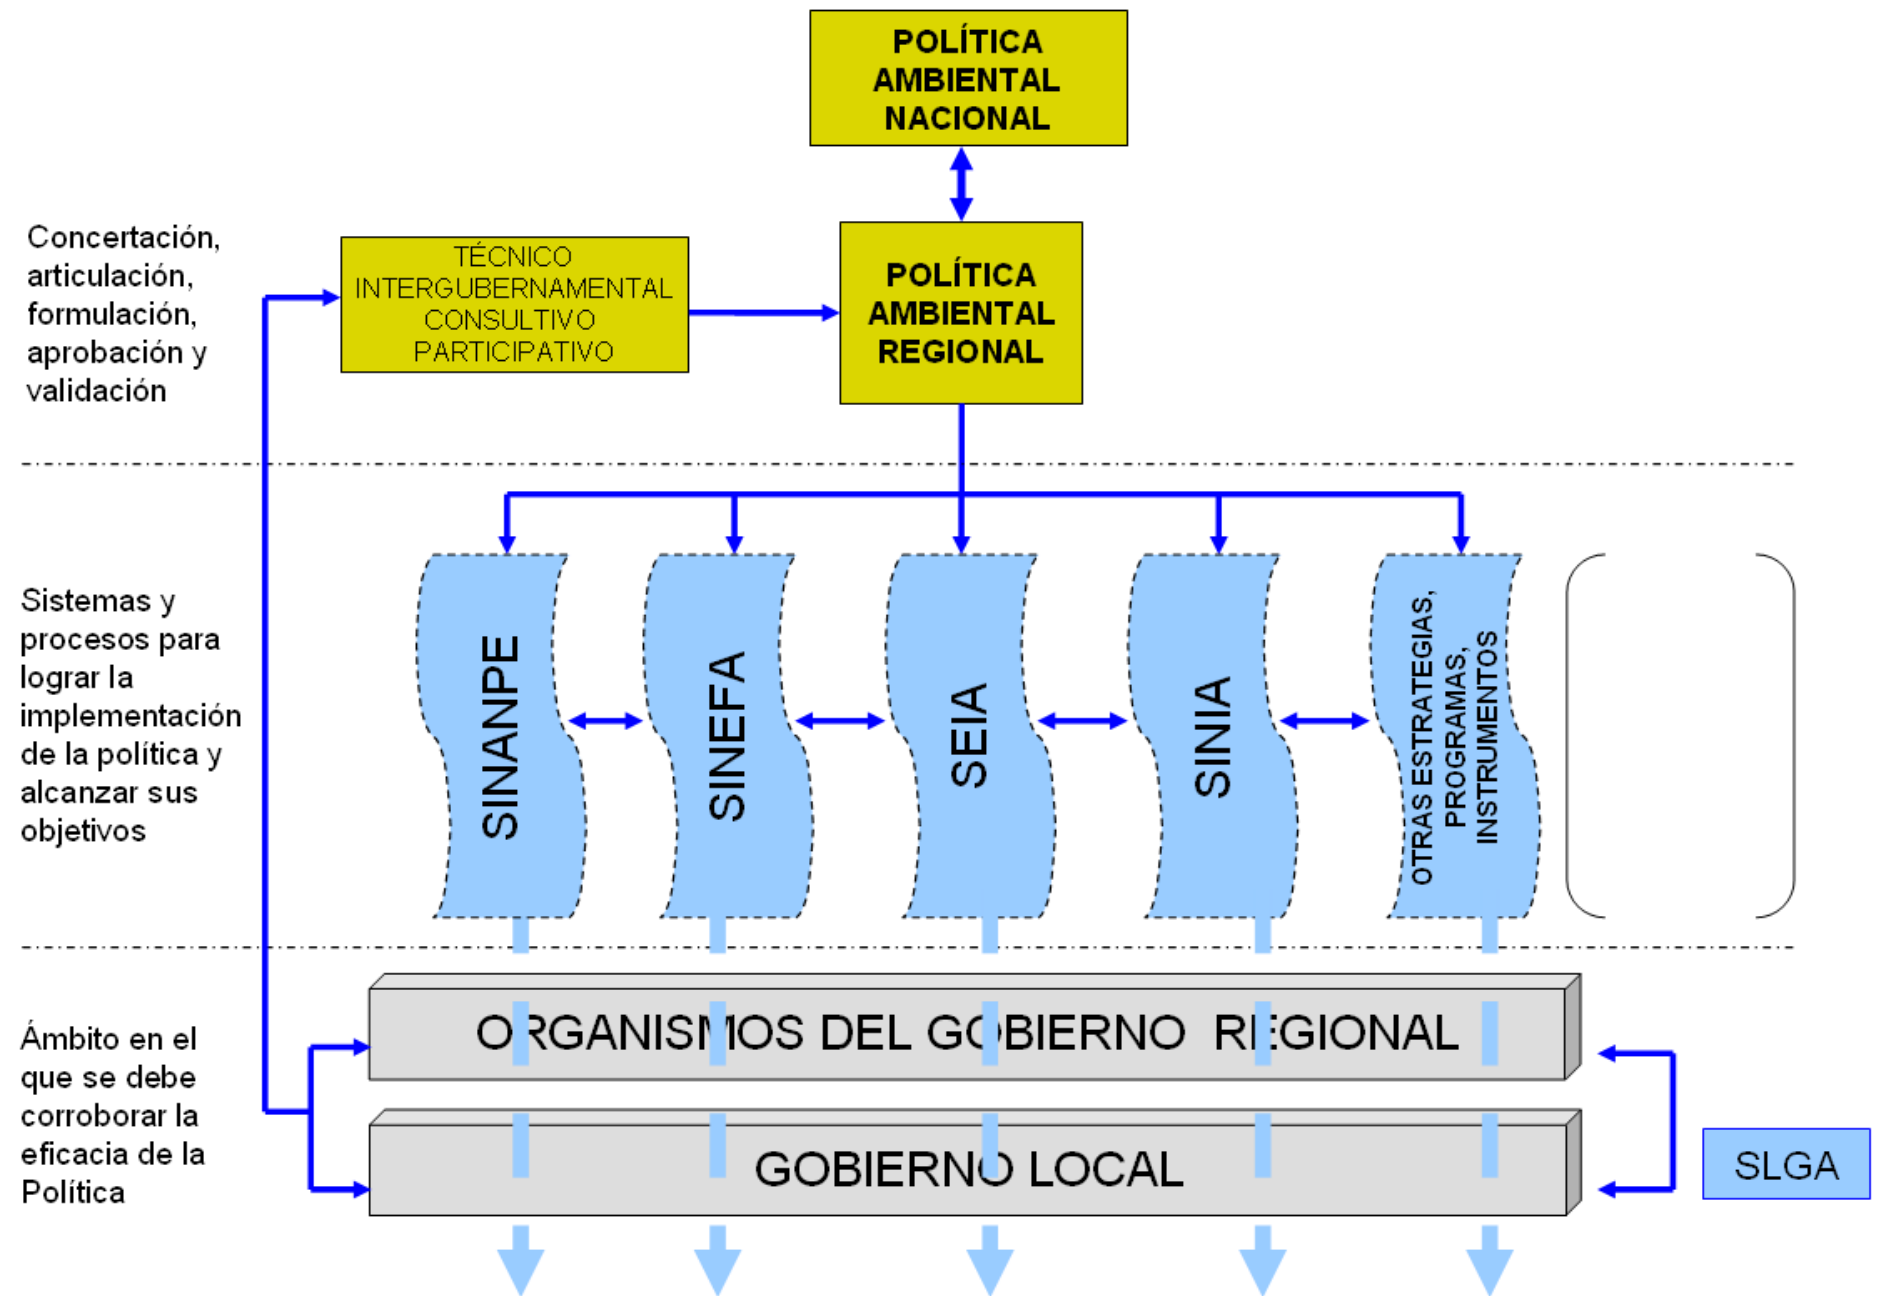 POLÍTICA
AMBIENTAL
NACIONAL
Concertación,
articulación,
formulación,
aprobación y
validación
TÉCNICO
INTERGUBERNAMENTAL
CONSULTIVO
PARTICIPATIVO
POLÍTICA
AMBIENTAL
REGIONAL
Sistemas y
procesos para
lograr la
implementación
de la política y
alcanzar sus
objetivos
SINANPE
SINEFA
SEIA
SINIA
OTRAS ESTRATEGIAS,
PROGRAMAS,
INSTRUMENTOS
Ámbito en el
que se debe
corroborar la
eficacia de la
Política
ORGANISMOS DEL GOBIERNO REGIONAL
GOBIERNO LOCAL
SLGA